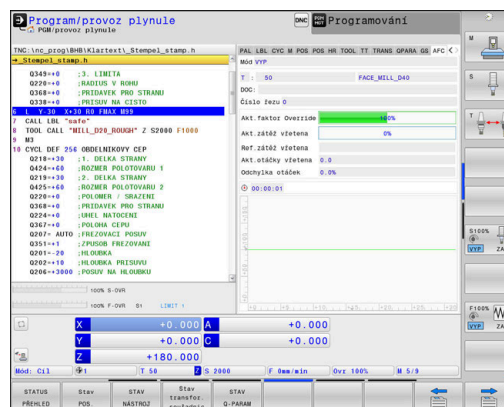 Program/provoz plynule
PGM/provoz plynule
DNC
Programování
TNC:\nc_prog\BHB\Klartext\_Stempel_stamp.h
→_Stempel_stamp.h
Q349=+0 ;3. LIMITA
Q220=+0 ;RADIUS V ROHU
Q368=+0 ;PRIDAVEK PRO STRANU
Q338=+0 ;PRISUV NA CISTO
6 L Y-30 X+30 R0 FMAX M99
7 CALL LBL "safe"
8 TOOL CALL "MILL_D20_ROUGH" Z S2000 F1000
9 M3
10 CYCL DEF 256 OBDELNIKOVY CEP
Q218=+30 ;1. DELKA STRANY
Q424=+60 ;ROZMER POLOTOVARU 1
Q219=+30 ;2. DELKA STRANY
Q425=+60 ;ROZMER POLOTOVARU 2
Q220=+0 ;POLOMER / SRAZENI
Q368=+0 ;PRIDAVEK PRO STRANU
Q224=+0 ;UHEL NATOCENI
Q367=+0 ;POLOHA CEPU
Q207= AUTO ;FREZOVACI POSUV
Q351=+1 ;ZPUSOB FREZOVANI
Q201=-20 ;HLOUBKA
Q202=+10 ;HLOUBKA PRISUVU
Q206=+3000 ;POSUV NA HLOUBKU
100% S-OVR
100% F-OVR S1 LIMIT 1
PAL LBL CYC M POS POS HR TOOL TT TRANS QPARA GS AFC
Mód VYP
T : 50 FACE_MILL_D40
DOC:
Číslo řezu 0
Akt.faktor Override 100%
Akt.zátěž vřetena 0%
Ref.zátěž vřetena
Akt.otáčky vřetena 0.0
Odchylka otáček 0.0%
00:00:01
X +0.000 A +0.000
Y +0.000 C +0.000
Z +180.000
Mód: Cíl 1 T 50 Z S 2000 F 0mm/min Ovr 100% M 5/9
STATUS PŘEHLED
Stav POS.
STAV NÁSTROJ
Stav transfor.
STAV Q-PARAM
M
S
T
S100%
VYP ZA
F100%
VYP ZA